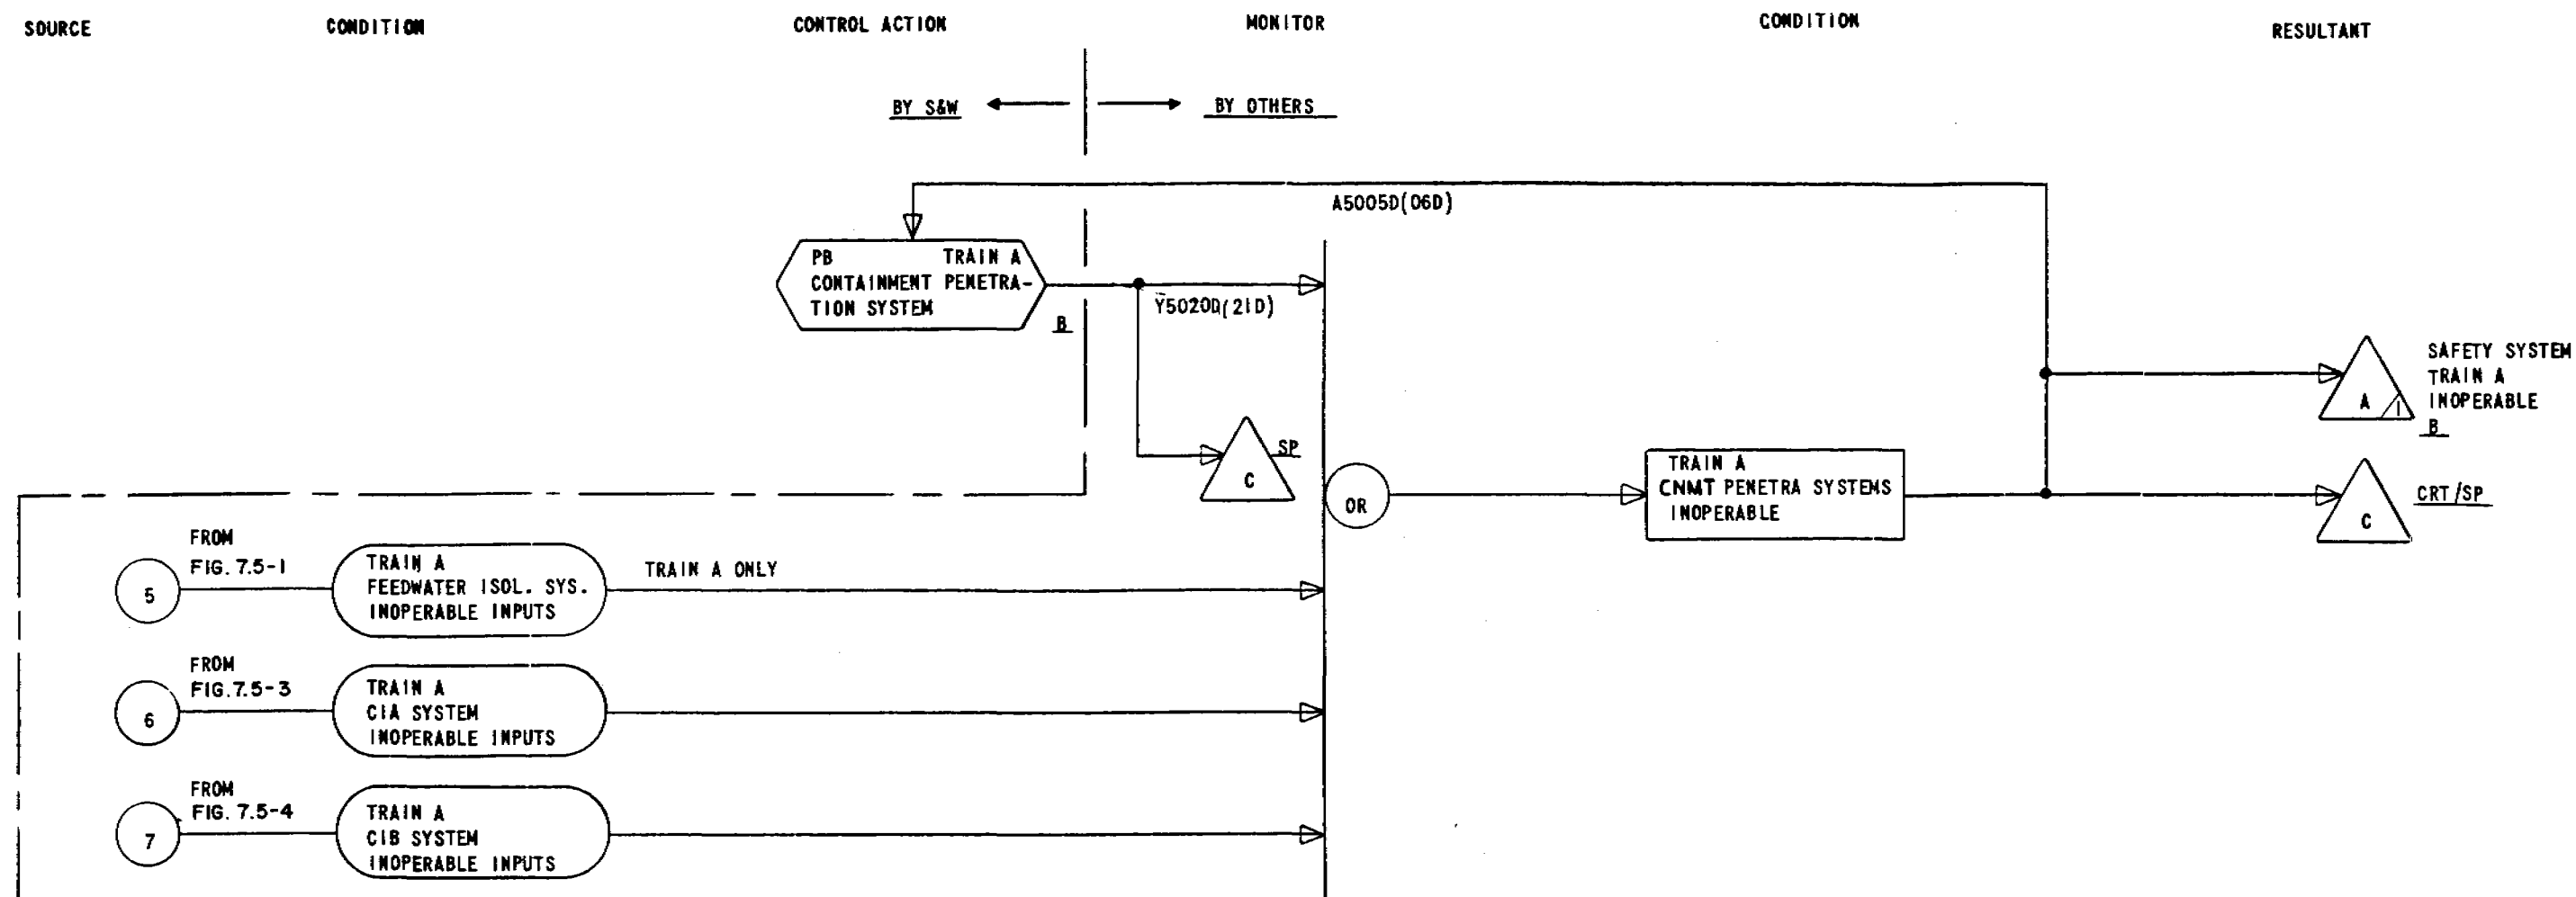 SOURCE CONDITION CONTROL ACTION MONITOR CONDITION RESULTANT
BY S&W BY OTHERS
A5005D(06D)
PB TRAIN A
CONTAINMENT PENETRA-
TION SYSTEM
B
Y5020D(21D)
SP
C
OR
TRAIN A
CNMT PENETRA SYSTEMS
INOPERABLE
A 1
SAFETY SYSTEM
TRAIN A
INOPERABLE
B
C
CRT/SP
5
FROM
FIG. 7.5-1
TRAIN A
FEEDWATER ISOL. SYS.
INOPERABLE INPUTS
TRAIN A ONLY
6
FROM
FIG.7.5-3
TRAIN A
CIA SYSTEM
INOPERABLE INPUTS
7
FROM
FIG. 7.5-4
TRAIN A
CIB SYSTEM
INOPERABLE INPUTS